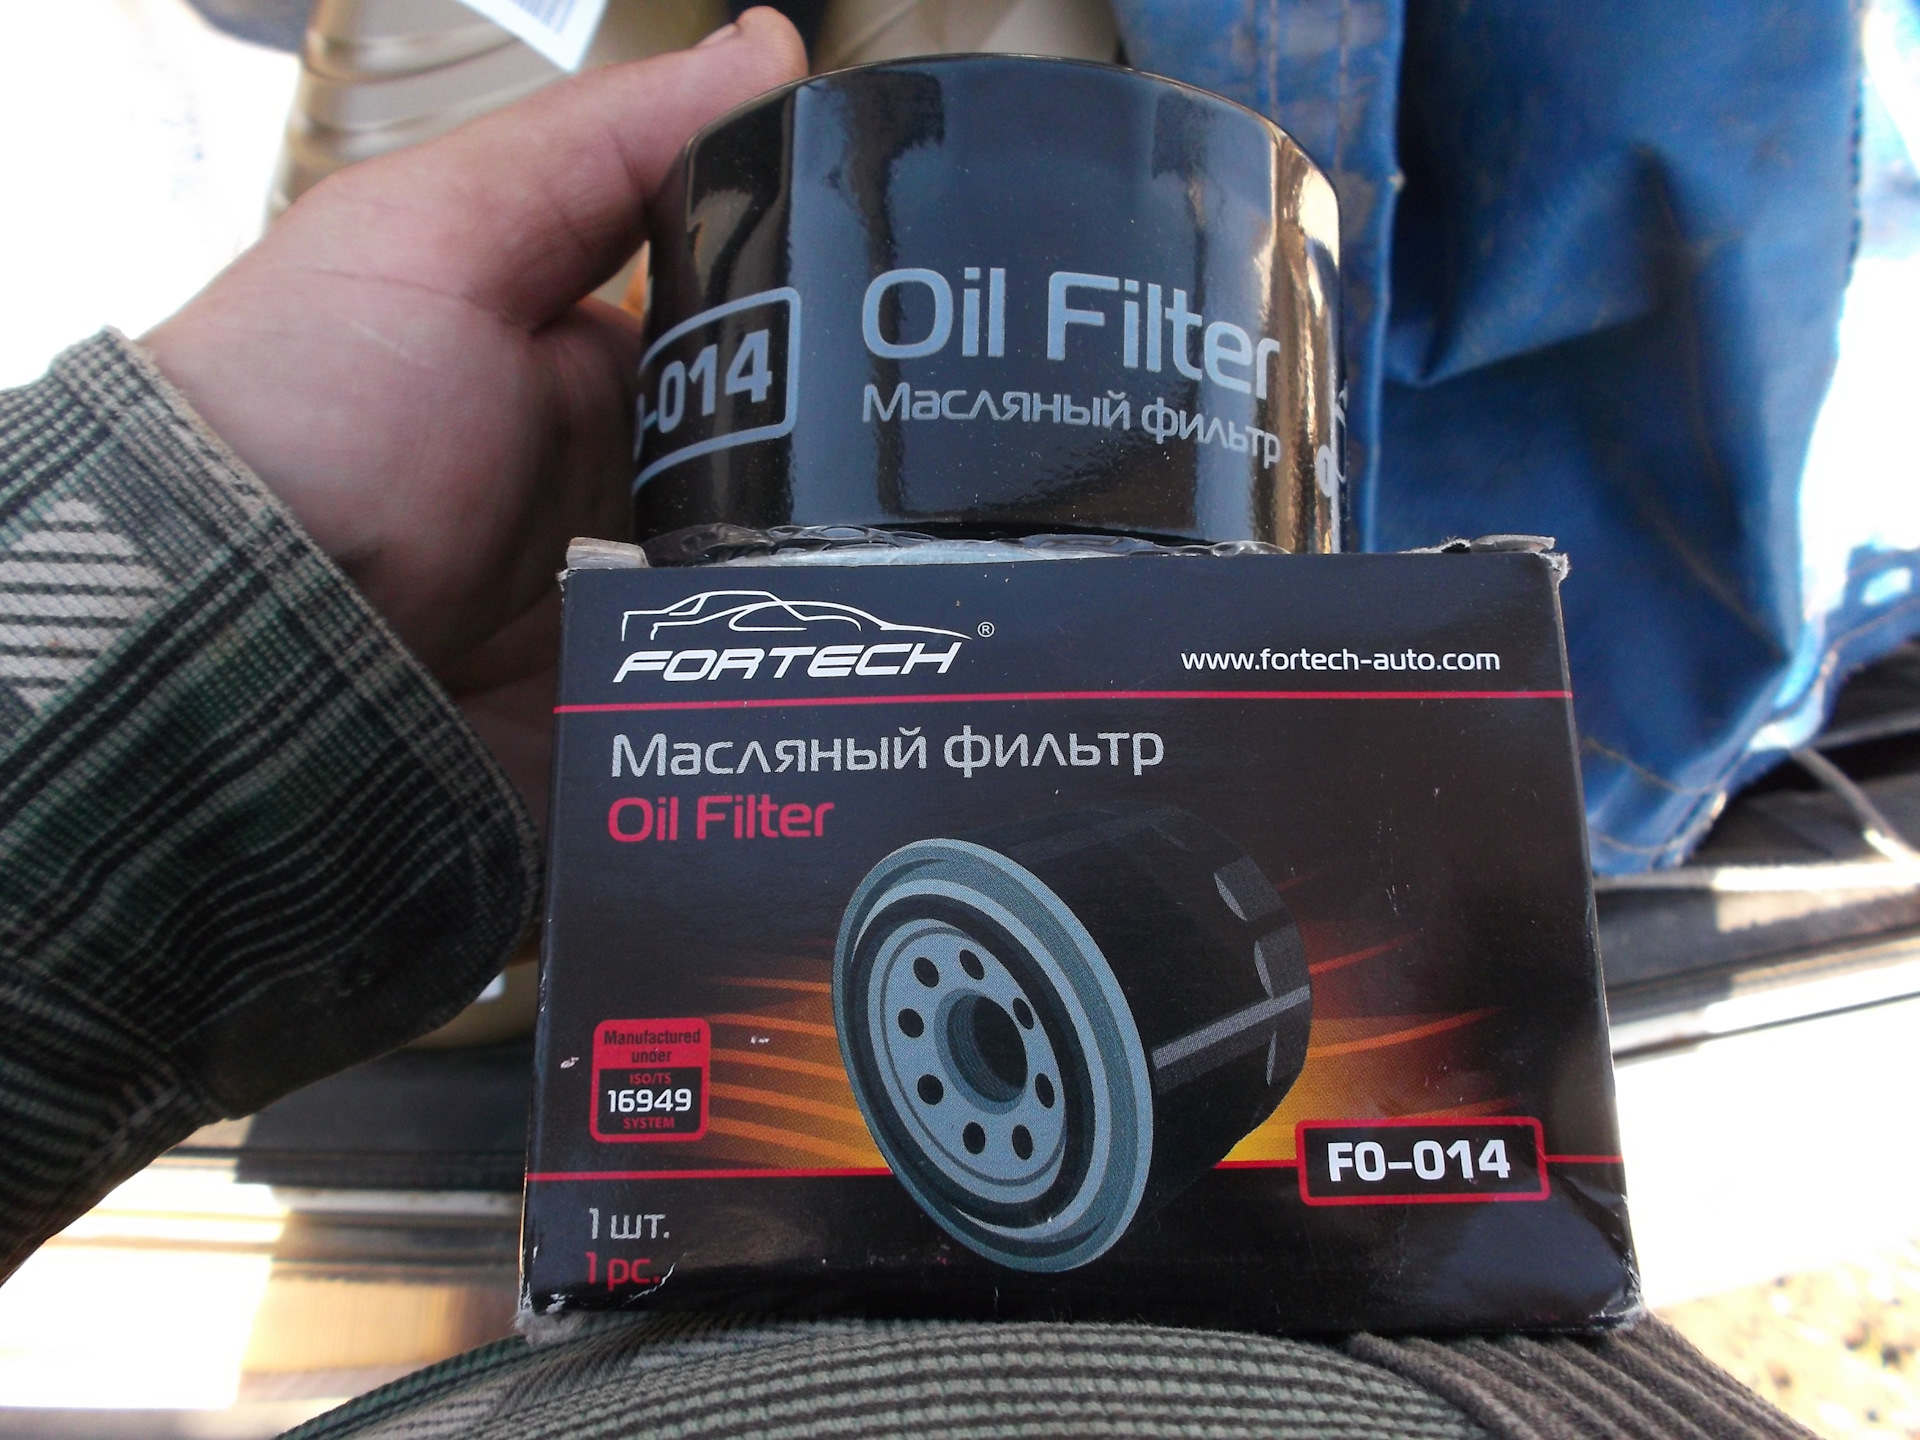 Oil Filter
-014
Масляный фильтр
FORTECH®
www.fortech-auto.com
Масляный фильтр
Oil Filter
Manufactured
under
ISO/TS
16949
SYSTEM
FO-014
1 шт.
1 pc.